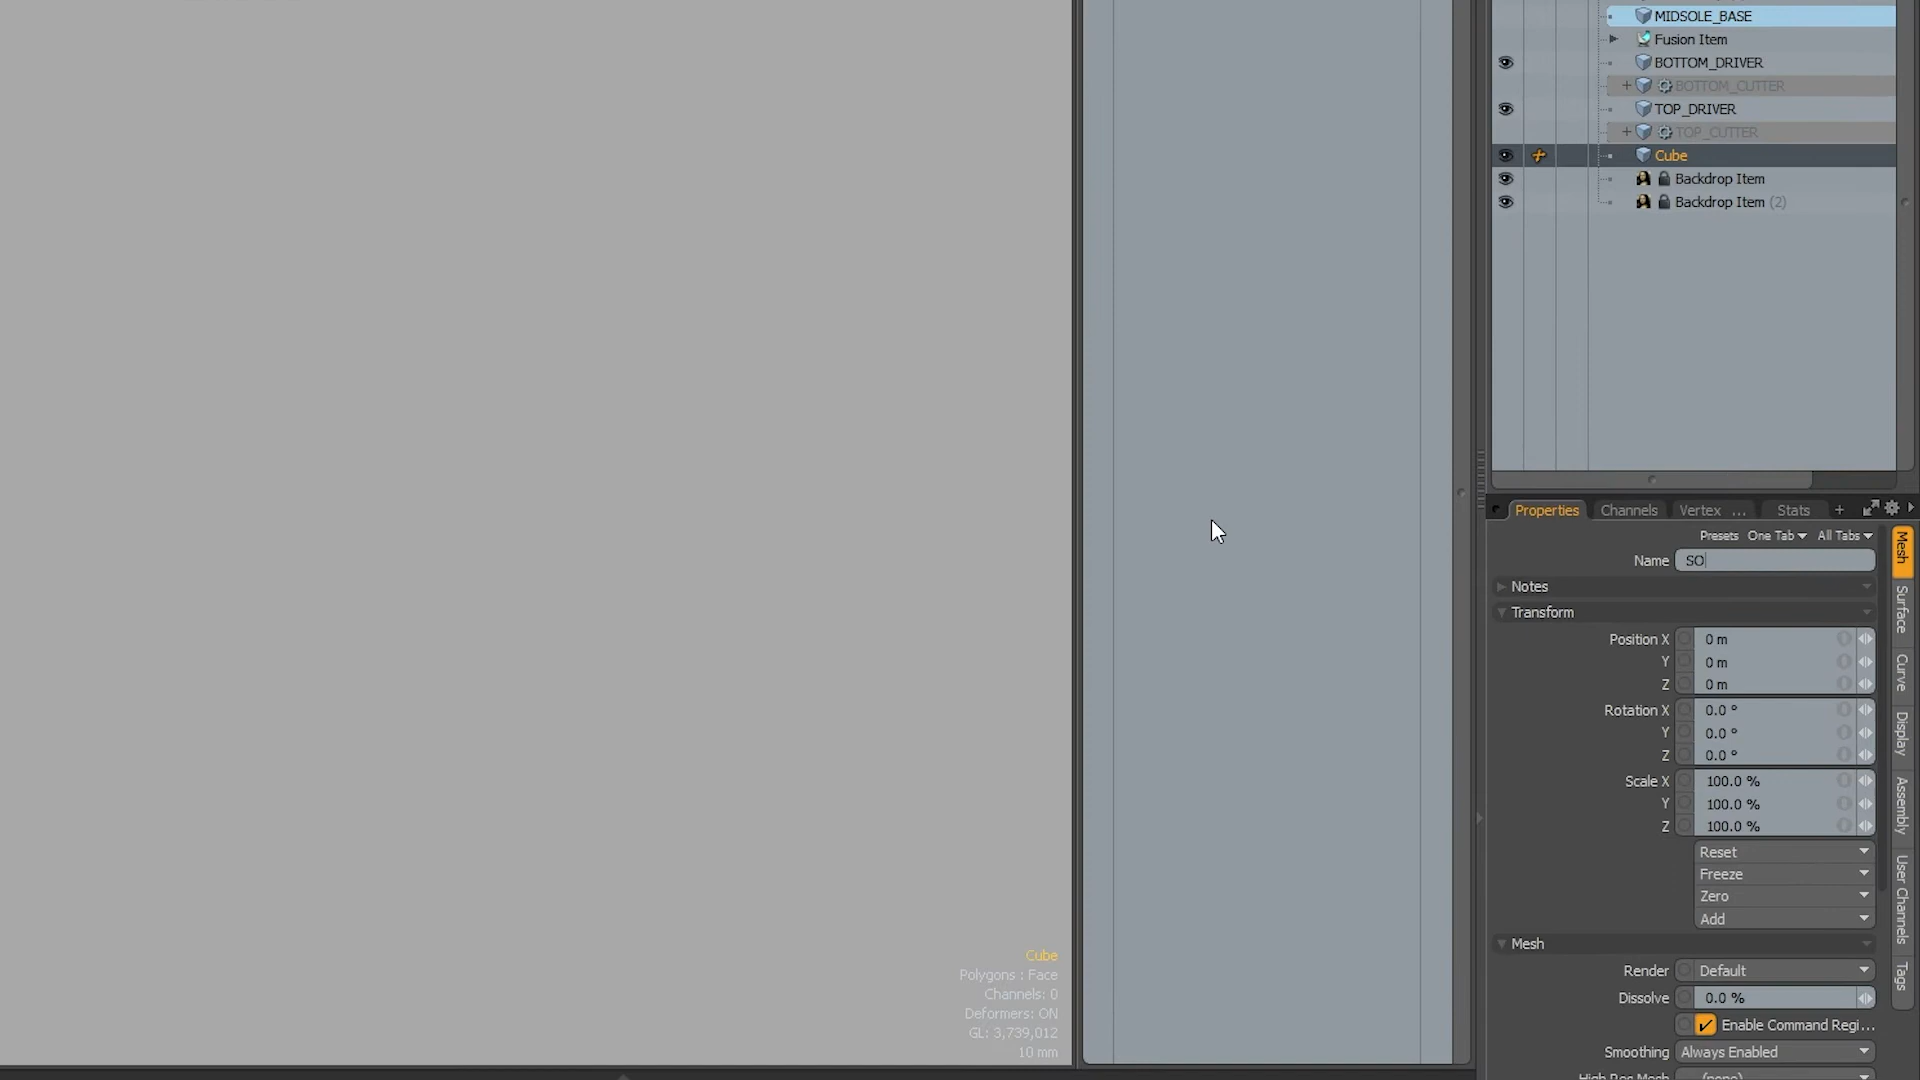 MIDSOLE_BASE
Fusion Item
BOTTOM_DRIVER
+ BOTTOM_CUTTER
TOP_DRIVER
+ TOP_CUTTER
Cube
Backdrop Item
Backdrop Item (2)
Properties Channels Vertex ... Stats +
Presets One Tab All Tabs
Name SO
Notes
Transform
Position X 0 m
Y 0 m
Z 0 m
Rotation X 0.0 °
Y 0.0 °
Z 0.0 °
Scale X 100.0 %
Y 100.0 %
Z 100.0 %
Reset
Freeze
Zero
Add
Mesh
Render Default
Dissolve 0.0 %
Enable Command Regi...
Smoothing Always Enabled
High Res Mesh (none)
Mesh
Surface
Curve
Display
Assembly
User Channels
Tags
Cube
Polygons : Face
Channels: 0
Deformers: ON
GL: 3,739,012
10 mm